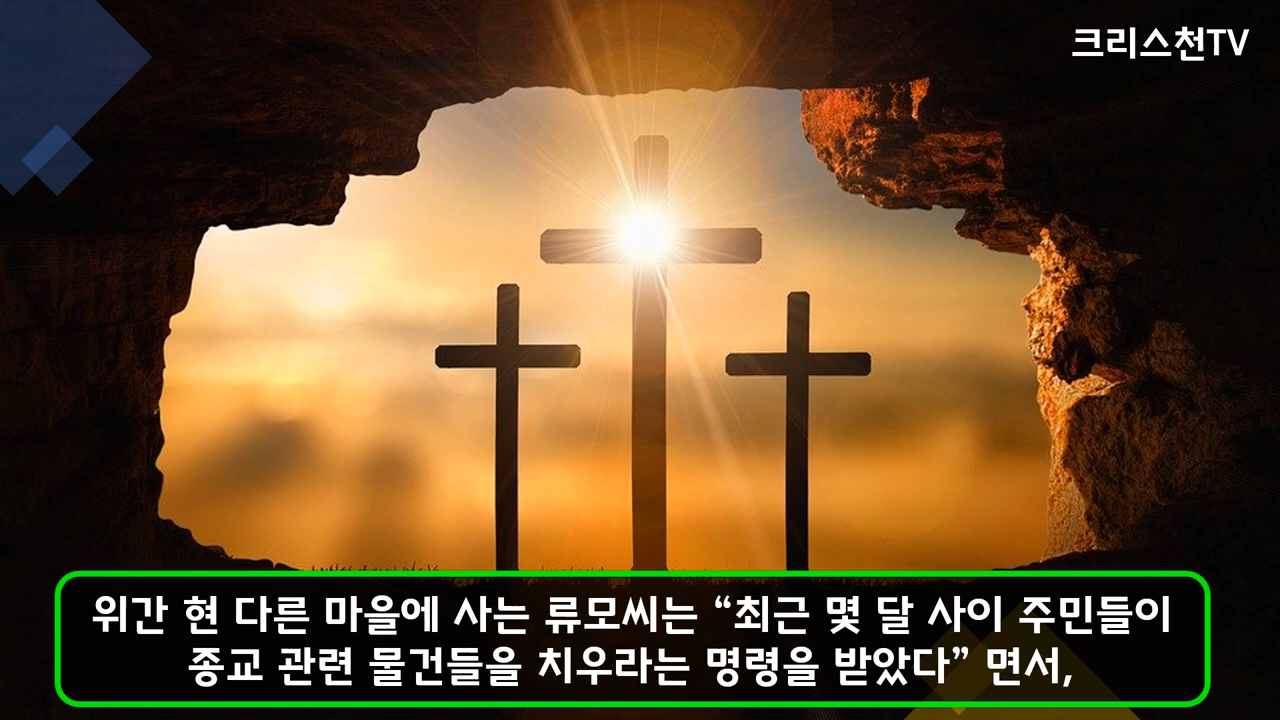 크리스천TV
위간 현 다른 마을에 사는 류모씨는 “최근 몇 달 사이 주민들이
종교 관련 물건들을 치우라는 명령을 받았다” 면서,